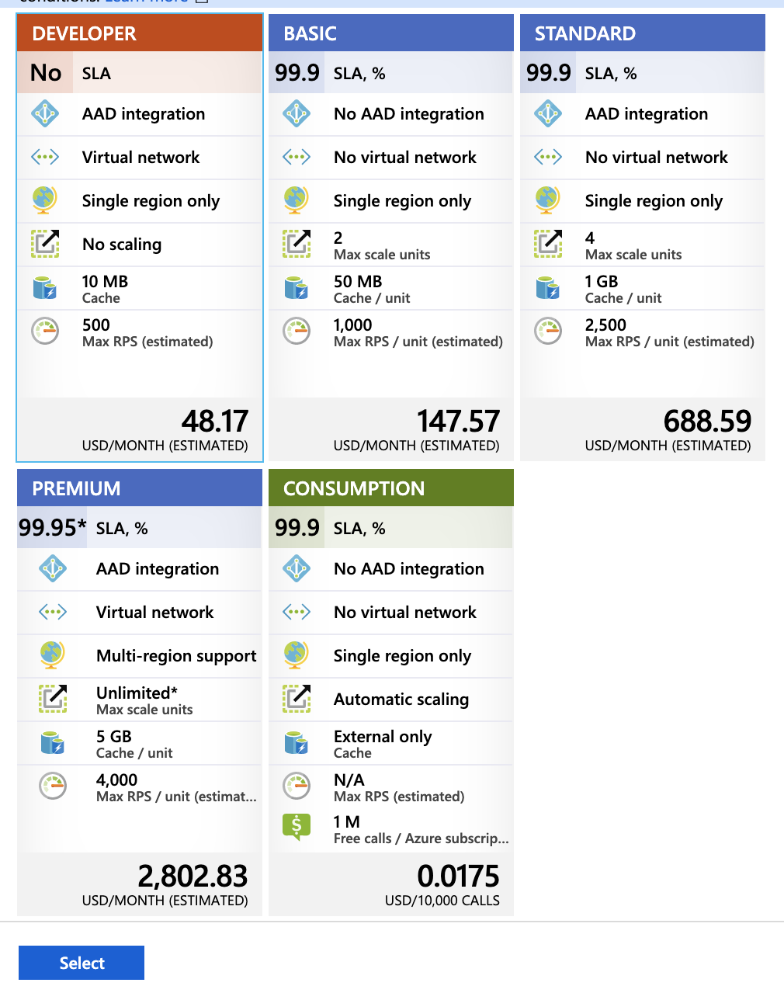 conditions. Learn more
DEVELOPER
No SLA
AAD integration
Virtual network
Single region only
No scaling
10 MB
Cache
500
Max RPS (estimated)
48.17
USD/MONTH (ESTIMATED)
BASIC
99.9 SLA, %
No AAD integration
No virtual network
Single region only
2
Max scale units
50 MB
Cache / unit
1,000
Max RPS / unit (estimated)
147.57
USD/MONTH (ESTIMATED)
STANDARD
99.9 SLA, %
AAD integration
No virtual network
Single region only
4
Max scale units
1 GB
Cache / unit
2,500
Max RPS / unit (estimated)
688.59
USD/MONTH (ESTIMATED)
PREMIUM
99.95* SLA, %
AAD integration
Virtual network
Multi-region support
Unlimited*
Max scale units
5 GB
Cache / unit
4,000
Max RPS / unit (estimat...
2,802.83
USD/MONTH (ESTIMATED)
CONSUMPTION
99.9 SLA, %
No AAD integration
No virtual network
Single region only
Automatic scaling
External only
Cache
N/A
Max RPS (estimated)
1 M
Free calls / Azure subscrip...
0.0175
USD/10,000 CALLS
Select